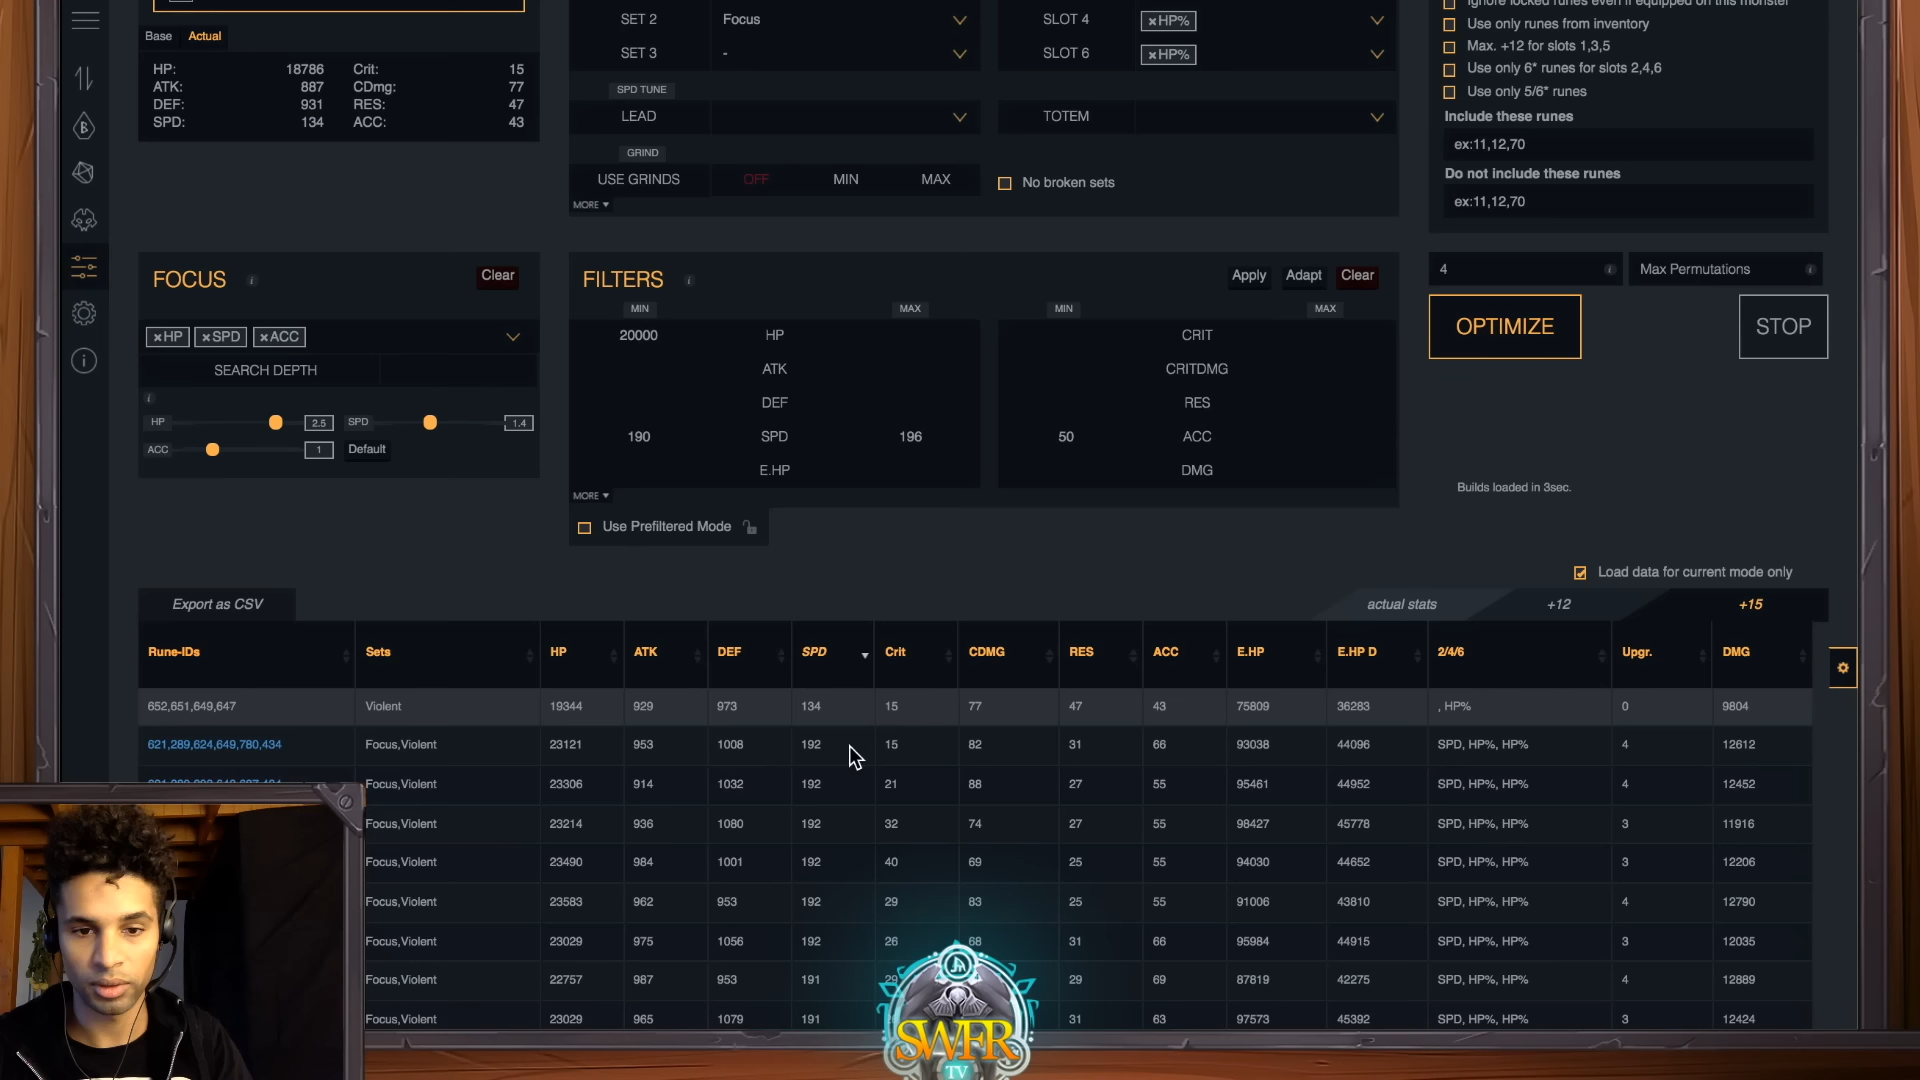 Ignore locked runes even if equipped on this monster
SET 2 Focus SLOT 4 ×HP% Use only runes from inventory
Base Actual Max. +12 for slots 1,3,5
SET 3 - SLOT 6 ×HP%
HP: 18786 Crit: 15 Use only 6* runes for slots 2,4,6
ATK: 887 CDmg: 77 SPD TUNE Use only 5/6* runes
DEF: 931 RES: 47
SPD: 134 ACC: 43 LEAD TOTEM Include these runes
GRIND ex:11,12,70
USE GRINDS OFF MIN MAX No broken sets Do not include these runes
MORE ▾ ex:11,12,70
FOCUS i Clear FILTERS i Apply Adapt Clear 4 i Max Permutations i
MIN MAX MIN MAX
×HP ×SPD ×ACC 20000 HP CRIT OPTIMIZE STOP
SEARCH DEPTH ATK CRITDMG
i DEF RES
HP 2.5 SPD 1.4
190 SPD 196 50 ACC
ACC 1 Default
E.HP DMG
MORE ▾ Builds loaded in 3sec.
Use Prefiltered Mode
Load data for current mode only
Export as CSV actual stats +12 +15
Rune-IDs Sets HP ATK DEF SPD Crit CDMG RES ACC E.HP E.HP D 2/4/6 Upgr. DMG
652,651,649,647 Violent 19344 929 973 134 15 77 47 43 75809 36283 , HP% 0 9804
621,289,624,649,780,434 Focus,Violent 23121 953 1008 192 15 82 31 66 93038 44096 SPD, HP%, HP% 4 12612
Focus,Violent 23306 914 1032 192 21 88 27 55 95461 44952 SPD, HP%, HP% 4 12452
Focus,Violent 23214 936 1080 192 32 74 27 55 98427 45778 SPD, HP%, HP% 3 11916
Focus,Violent 23490 984 1001 192 40 69 25 55 94030 44652 SPD, HP%, HP% 3 12206
Focus,Violent 23583 962 953 192 29 83 25 55 91006 43810 SPD, HP%, HP% 4 12790
Focus,Violent 23029 975 1056 192 26 68 31 66 95984 44915 SPD, HP%, HP% 3 12035
Focus,Violent 22757 987 953 191 29 69 87819 42275 SPD, HP%, HP% 4 12889
Focus,Violent 23029 965 1079 191 31 63 97573 45392 SPD, HP%, HP% 3 12424
SWFR
TV